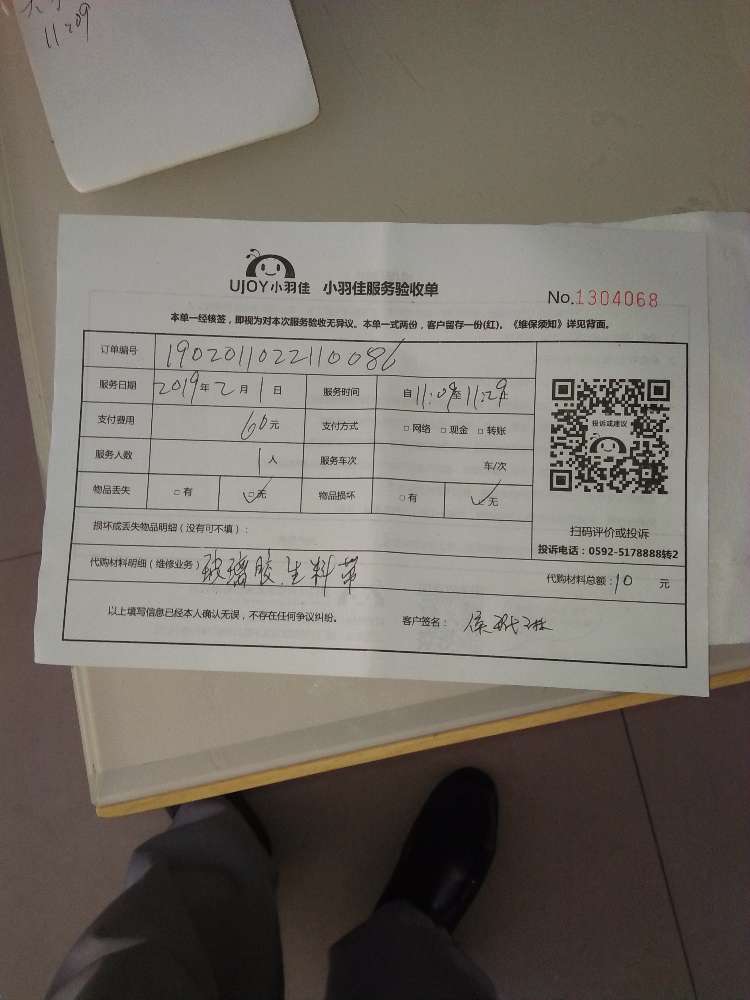 11:09
UJOY小羽佳 小羽佳服务验收单 No.1304068
本单一经核签，即视为对本次服务验收无异议。本单一式两份，客户留存一份(红)。《维保须知》详见背面。
订单编号 1902011022110086
服务日期 2019年2月1日 服务时间 自11:09至11:29止
支付费用 60元 支付方式 □网络 □现金 □转账
服务人数 1人 服务车次 车/次
物品丢失 □有 □无 物品损坏 □有 □无
投诉或建议
扫码评价或投诉
投诉电话：0592-5178888转2
损坏或丢失物品明细（没有可不填）：
代购材料明细（维修业务）玻璃胶.生料带 代购材料总额：10 元
以上填写信息已经本人确认无误，不存在任何争议纠纷。 客户签名：